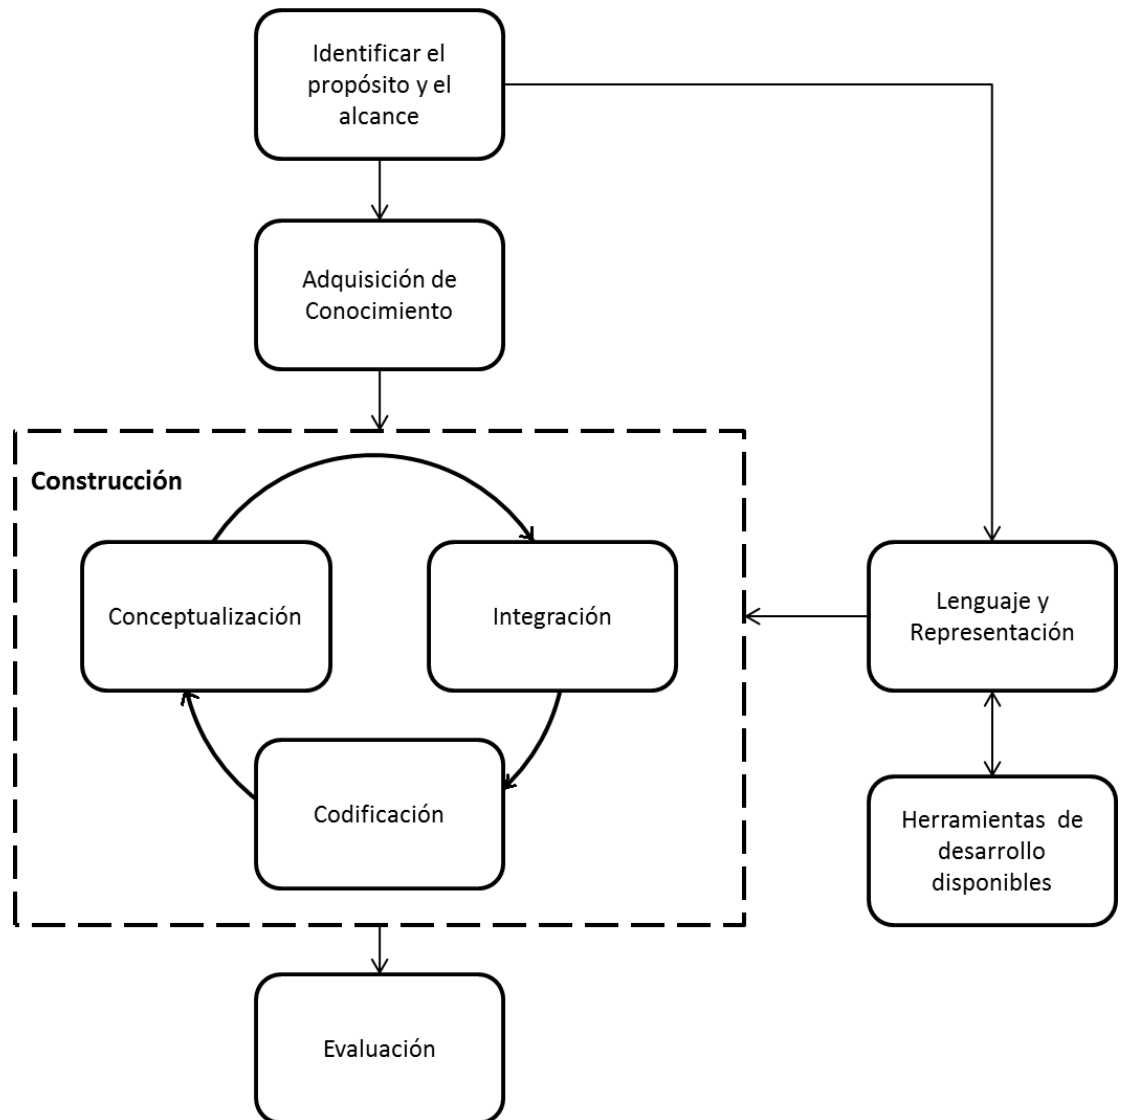 Identificar el
propósito y el
alcance
Adquisición de
Conocimiento
Construcción
Conceptualización
Integración
Codificación
Lenguaje y
Representación
Herramientas de
desarrollo
disponibles
Evaluación